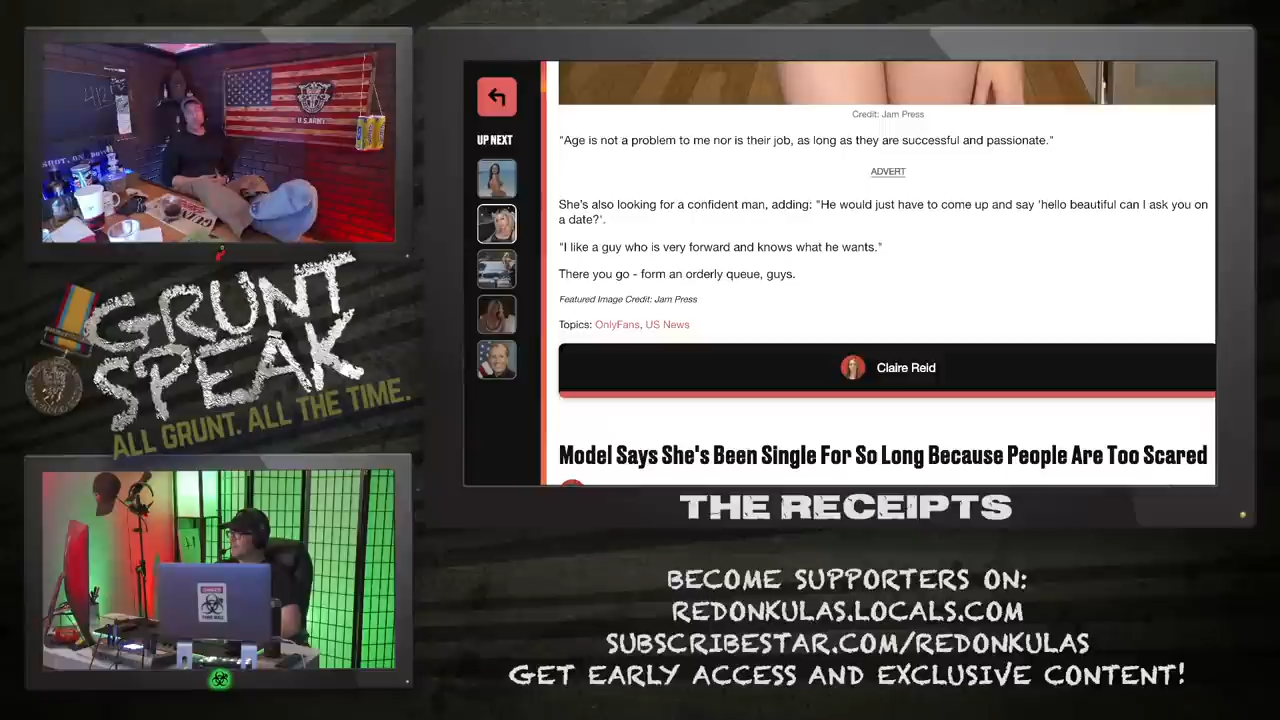 U.S. ARMY
GRUNT
SPEAK
ALL GRUNT. ALL THE TIME.
UP NEXT
Credit: Jam Press
"Age is not a problem to me nor is their job, as long as they are successful and passionate."
ADVERT
She's also looking for a confident man, adding: "He would just have to come up and say 'hello beautiful can I ask you on
a date?'.
"I like a guy who is very forward and knows what he wants."
There you go - form an orderly queue, guys.
Featured Image Credit: Jam Press
Topics: OnlyFans, US News
Claire Reid
Model Says She's Been Single For So Long Because People Are Too Scared
THE RECEIPTS
BECOME SUPPORTERS ON:
REDONKULAS.LOCALS.COM
SUBSCRIBESTAR.COM/REDONKULAS
GET EARLY ACCESS AND EXCLUSIVE CONTENT!